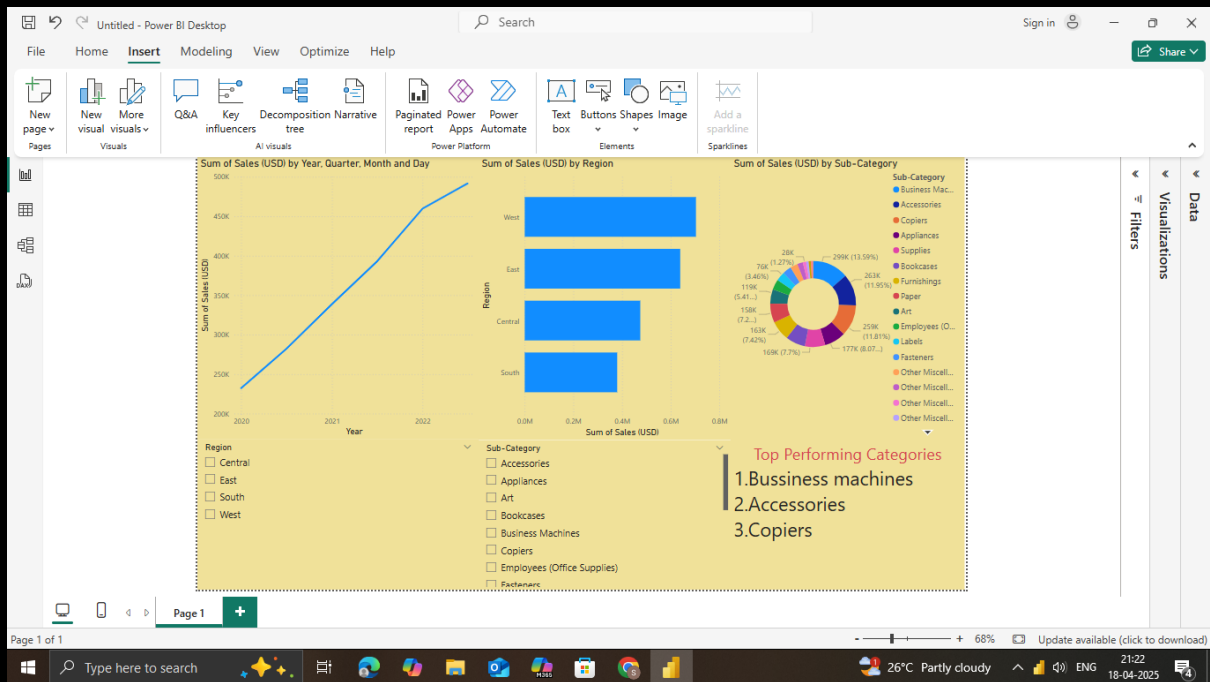 Untitled - Power BI Desktop
Search
Sign in
File Home Insert Modeling View Optimize Help
Share
New page
New visual
More visuals
Q&A
Key influencers
Decomposition tree
Narrative
Paginated report
Power Apps
Power Automate
Text box
Buttons
Shapes
Image
Add a sparkline
Pages
Visuals
AI visuals
Power Platform
Elements
Sparklines
Sum of Sales (USD) by Year, Quarter, Month and Day
500K
450K
400K
350K
300K
250K
200K
Sum of Sales (USD)
2020 2021 2022
Year
Sum of Sales (USD) by Region
Region
West
East
Central
South
0.0M 0.2M 0.4M 0.6M 0.8M
Sum of Sales (USD)
Sum of Sales (USD) by Sub-Category
299K (13.59%)
263K (11.95%)
259K (11.81%)
177K (8.07...)
169K (7.7%)
163K (7.42%)
158K (7.2...)
119K (5.41...)
76K (3.46%)
28K (1.27%)
Sub-Category
Business Mac...
Accessories
Copiers
Appliances
Supplies
Bookcases
Furnishings
Paper
Art
Employees (O...
Labels
Fasteners
Other Miscell...
Other Miscell...
Other Miscell...
Other Miscell...
Region
Central
East
South
West
Sub-Category
Accessories
Appliances
Art
Bookcases
Business Machines
Copiers
Employees (Office Supplies)
Fasteners
Top Performing Categories
1.Bussiness machines
2.Accessories
3.Copiers
Filters
Visualizations
Data
DAX
Page 1
Page 1 of 1
68%
Update available (click to download)
Type here to search
M365
S
1
26°C Partly cloudy
ENG
21:22
18-04-2025
4